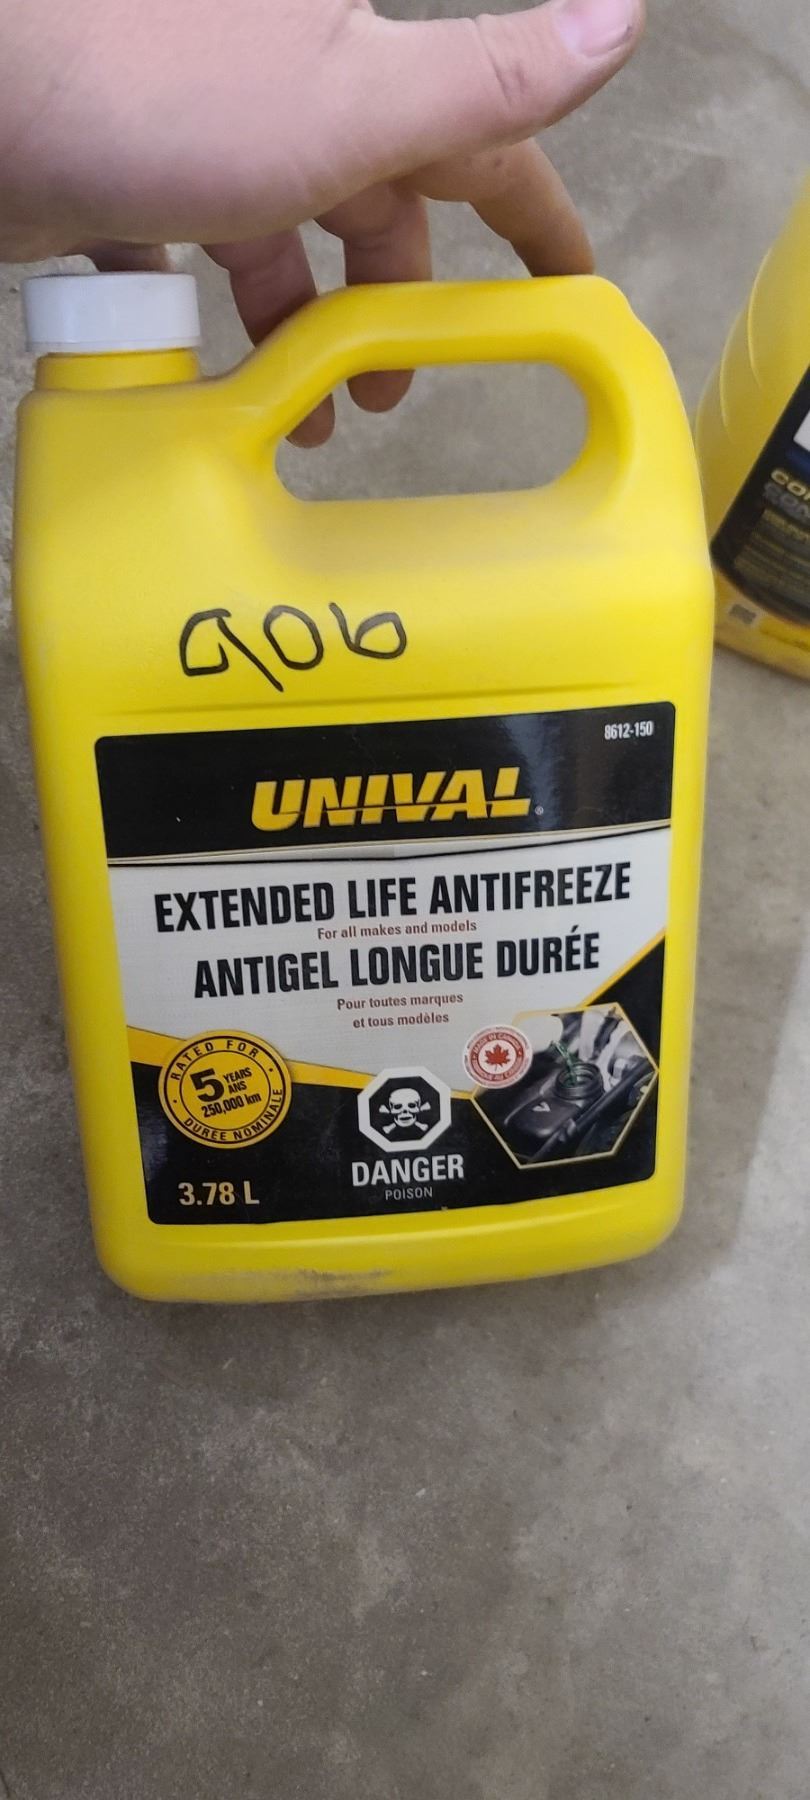 906
8612-150
UNIVAL
EXTENDED LIFE ANTIFREEZE
For all makes and models
ANTIGEL LONGUE DURÉE
Pour toutes marques
et tous modèles
RATED FOR
5 YEARS
ANS
250,000 km
DURÉE NOMINALE
DANGER
POISON
3.78 L